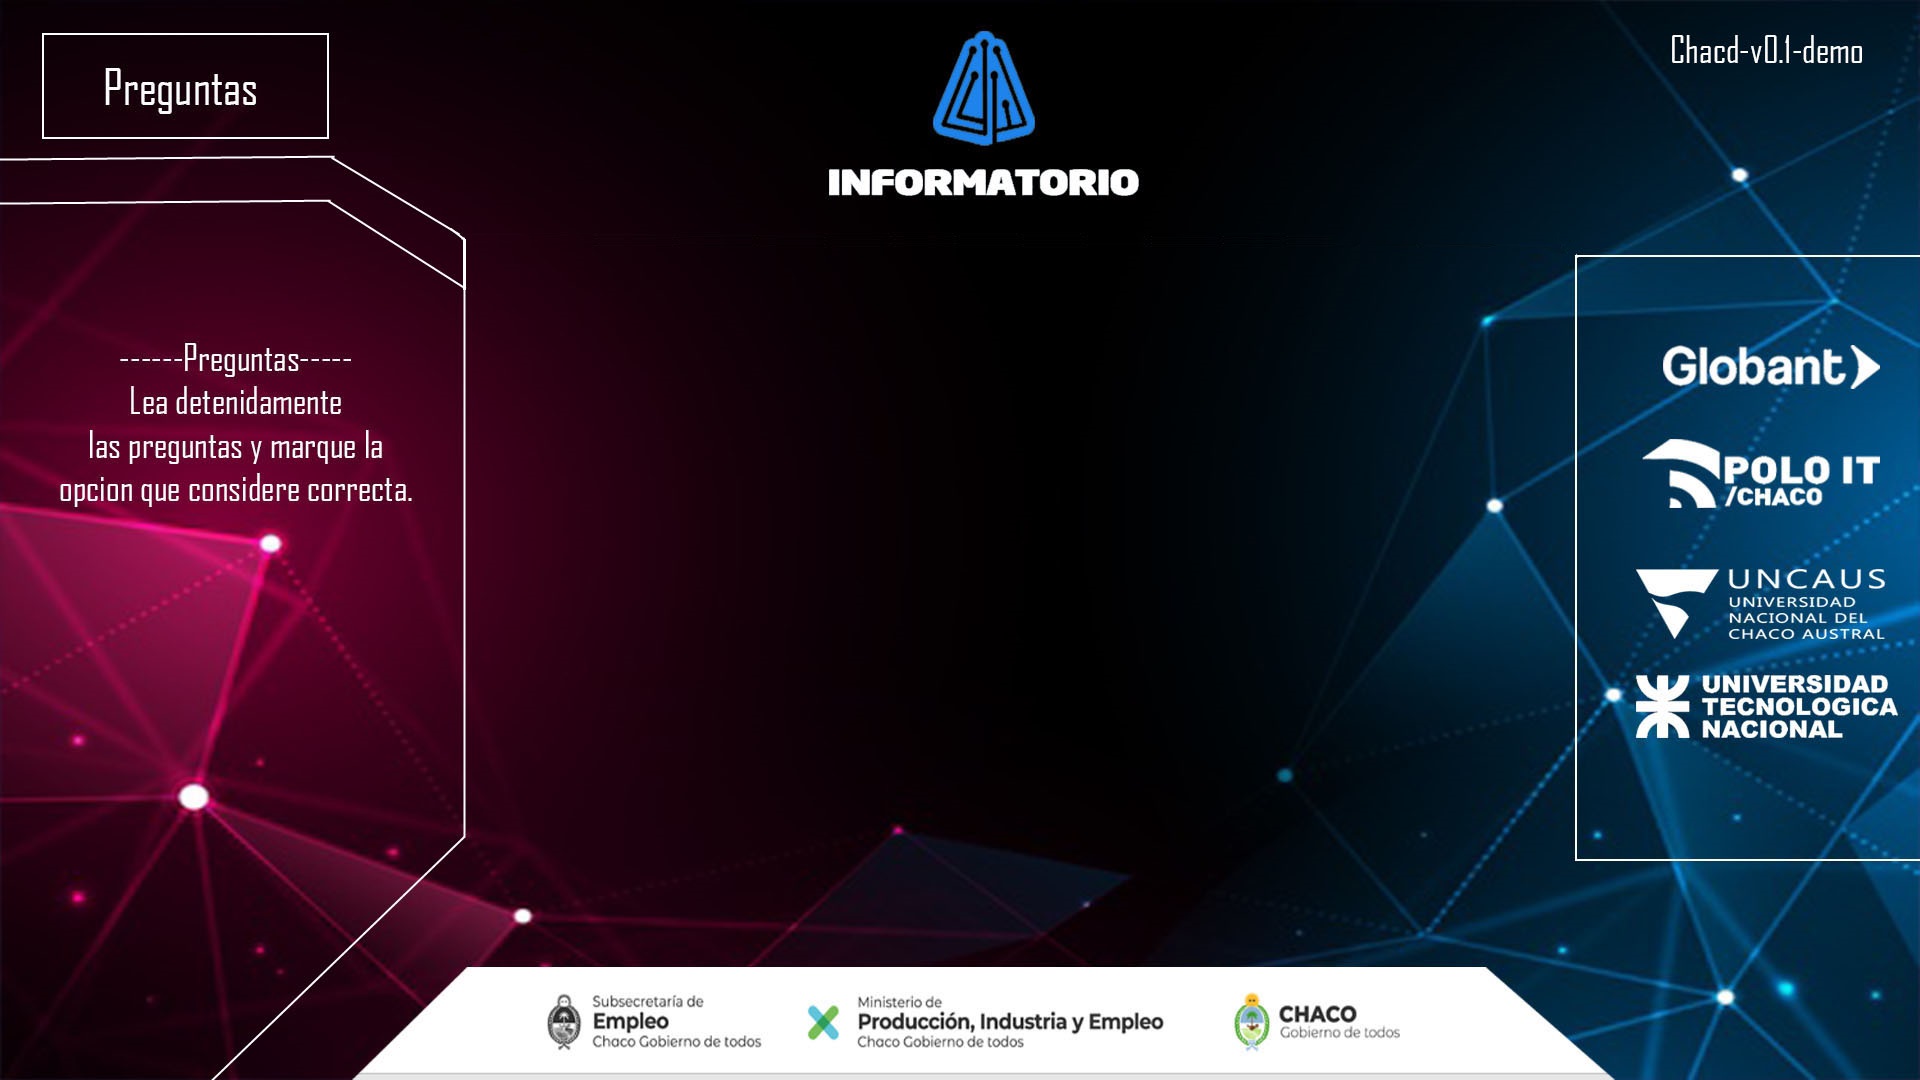 Preguntas
INFORMATORIO
Chacd-v0.1-demo
------Preguntas-----
Lea detenidamente
las preguntas y marque la
opcion que considere correcta.
Globant
POLO IT
/CHACO
UNCAUS
UNIVERSIDAD
NACIONAL DEL
CHACO AUSTRAL
UNIVERSIDAD
TECNOLOGICA
NACIONAL
Subsecretaría de
Empleo
Chaco Gobierno de todos
Ministerio de
Producción, Industria y Empleo
Chaco Gobierno de todos
CHACO
Gobierno de todos